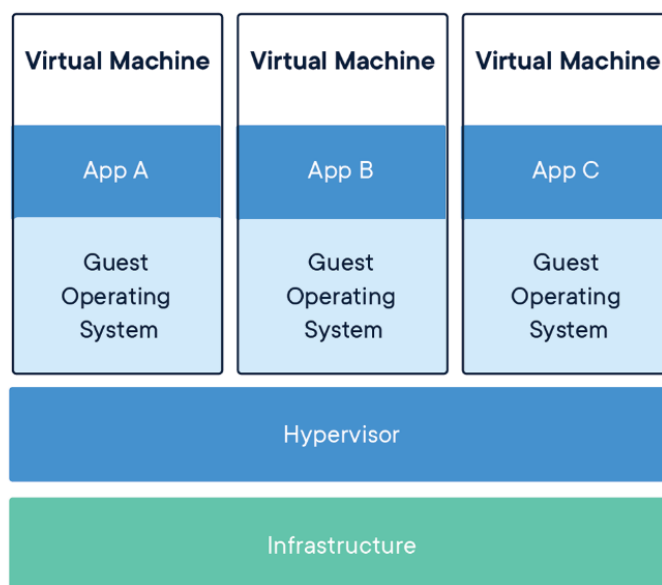 Virtual Machine
Virtual Machine
Virtual Machine
App A
App B
App C
Guest
Operating
System
Guest
Operating
System
Guest
Operating
System
Hypervisor
Infrastructure